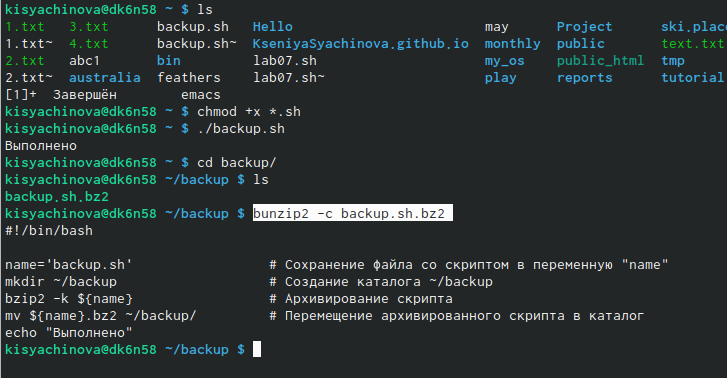 kisyachinova@dk6n58 ~ $ ls
1.txt   3.txt      backup.sh   Hello                       may       Project      ski.place
1.txt~  4.txt      backup.sh~  KseniyaSyachinova.github.io  monthly  public       text.txt
2.txt   abc1       bin         lab07.sh                    my_os     public_html  tmp
2.txt~  australia  feathers    lab07.sh~                   play      reports      tutorial
[1]+  Завершён        emacs
kisyachinova@dk6n58 ~ $ chmod +x *.sh
kisyachinova@dk6n58 ~ $ ./backup.sh
Выполнено
kisyachinova@dk6n58 ~ $ cd backup/
kisyachinova@dk6n58 ~/backup $ ls
backup.sh.bz2
kisyachinova@dk6n58 ~/backup $ bunzip2 -c backup.sh.bz2
#!/bin/bash
name='backup.sh'                  # Сохранение файла со скриптом в переменную "name"
mkdir ~/backup                    # Создание каталога ~/backup
bzip2 -k ${name}                  # Архивирование скрипта
mv ${name}.bz2 ~/backup/          # Перемещение архивированного скрипта в каталог
echo "Выполнено"
kisyachinova@dk6n58 ~/backup $